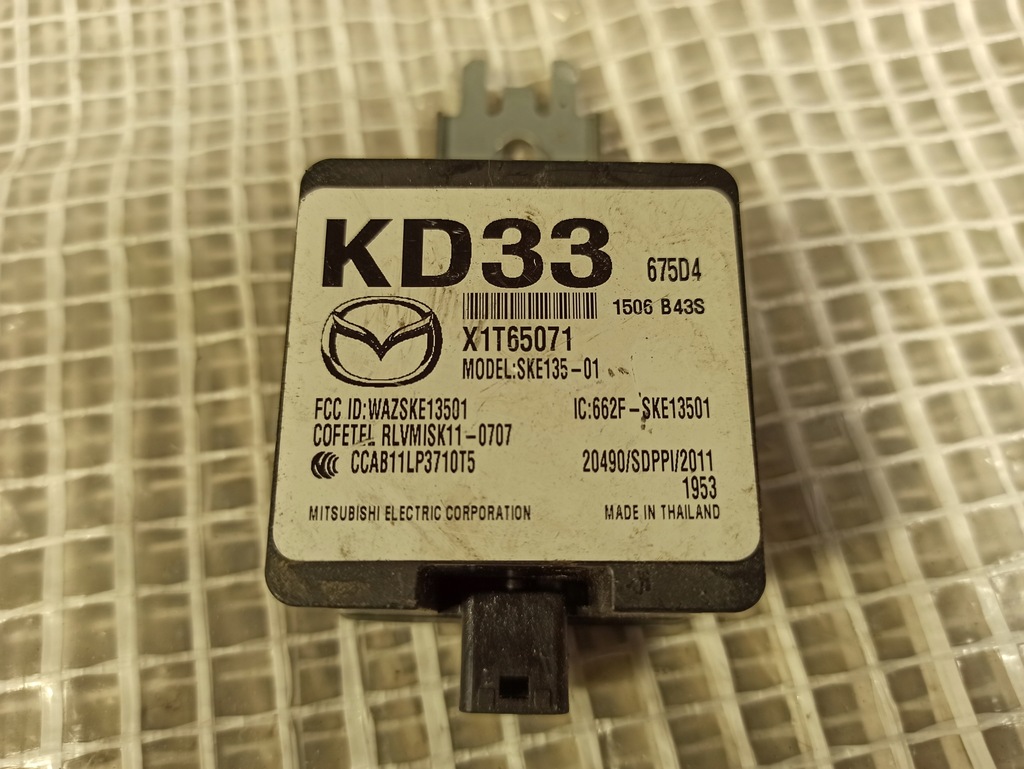 KD33
675D4
1506 B43S
X1T65071
MODEL:SKE135-01
FCC ID:WAZSKE13501 IC:662F-SKE13501
COFETEL RLVMISK11-0707
CCC CCAB11LP3710T5 20490/SDPPI/2011
1953
MITSUBISHI ELECTRIC CORPORATION MADE IN THAILAND